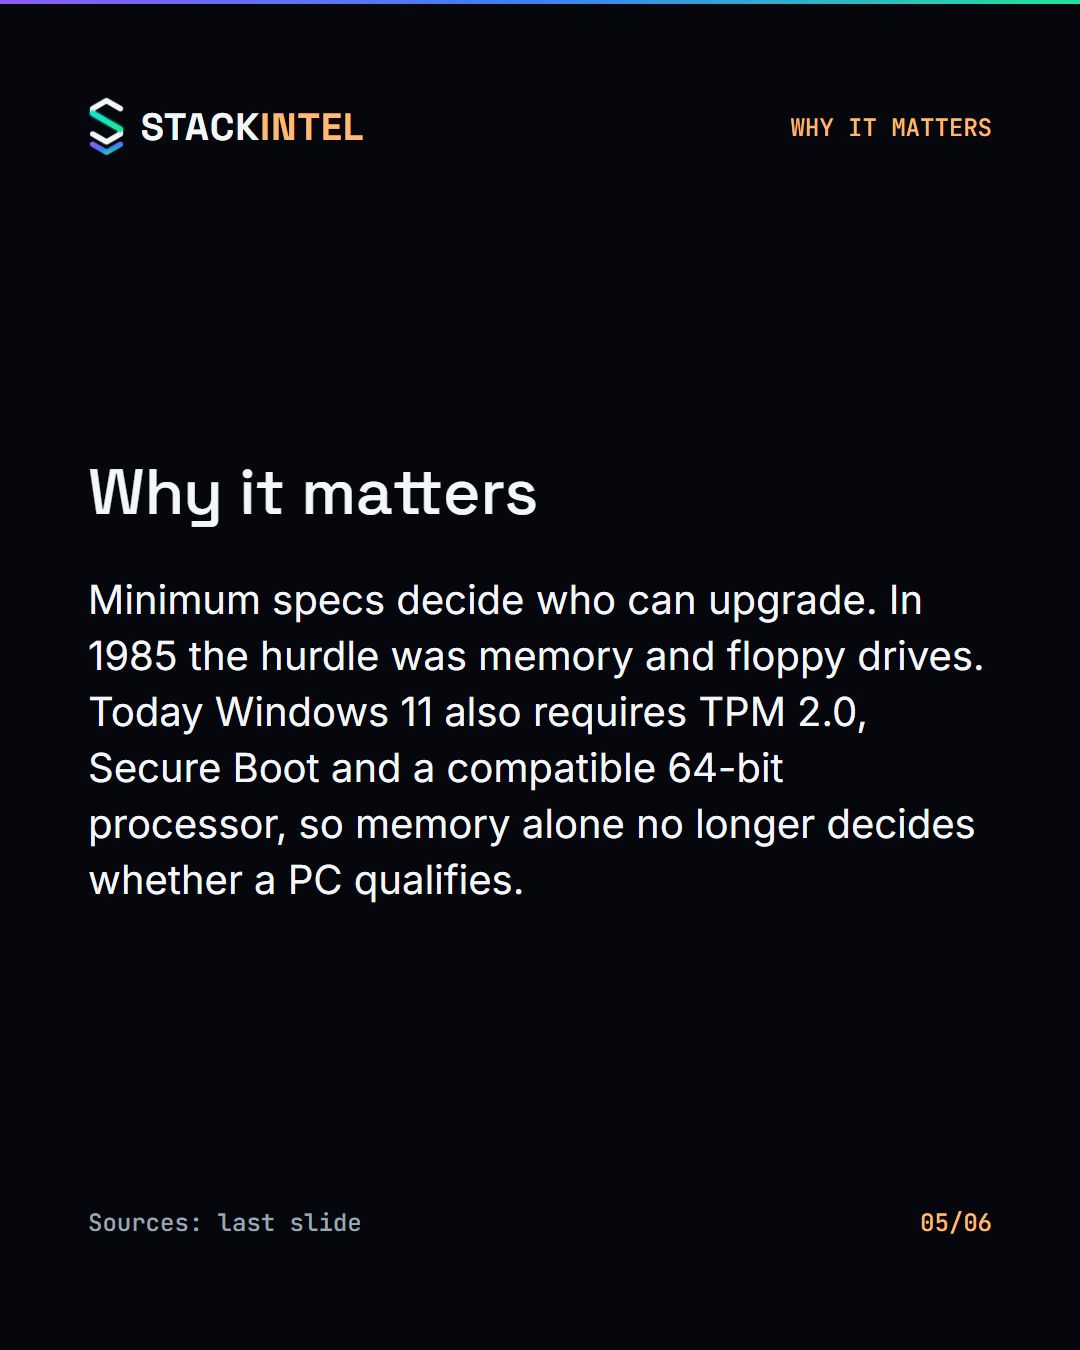 STACKINTEL
WHY IT MATTERS
Why it matters
Minimum specs decide who can upgrade. In
1985 the hurdle was memory and floppy drives.
Today Windows 11 also requires TPM 2.0,
Secure Boot and a compatible 64-bit
processor, so memory alone no longer decides
whether a PC qualifies.
Sources: last slide
05/06